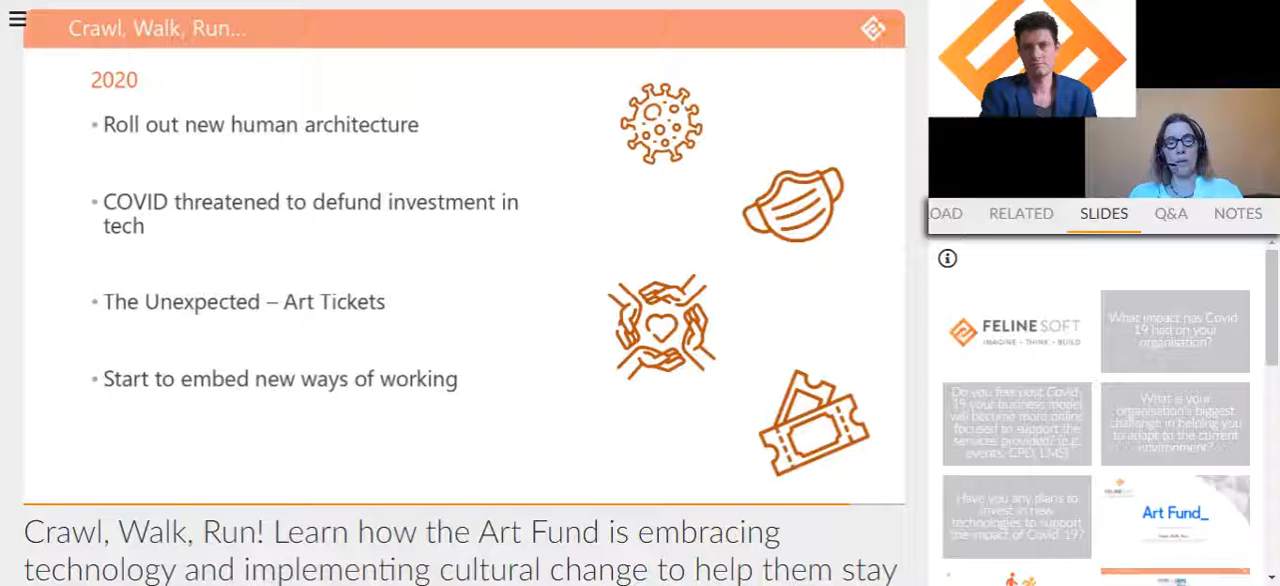 Crawl, Walk, Run...
2020
• Roll out new human architecture
• COVID threatened to defund investment in
tech
• The Unexpected – Art Tickets
• Start to embed new ways of working
Crawl, Walk, Run! Learn how the Art Fund is embracing
technology and implementing cultural change to help them stay
OAD RELATED SLIDES Q&A NOTES
FELINESOFT
IMAGINE - THINK - BUILD
What impact has Covid
19 had on your
organisation?
Do you feel post Covid
19 your business model
will become more online
focused to support the
services provided? (e.g.
events, CPD, LMS)
What is your
organisation's biggest
challenge in helping you
to adapt to the current
environment?
Have you any plans to
invest in new
technologies to support
the impact of Covid 19?
FELINESOFT
Art Fund_